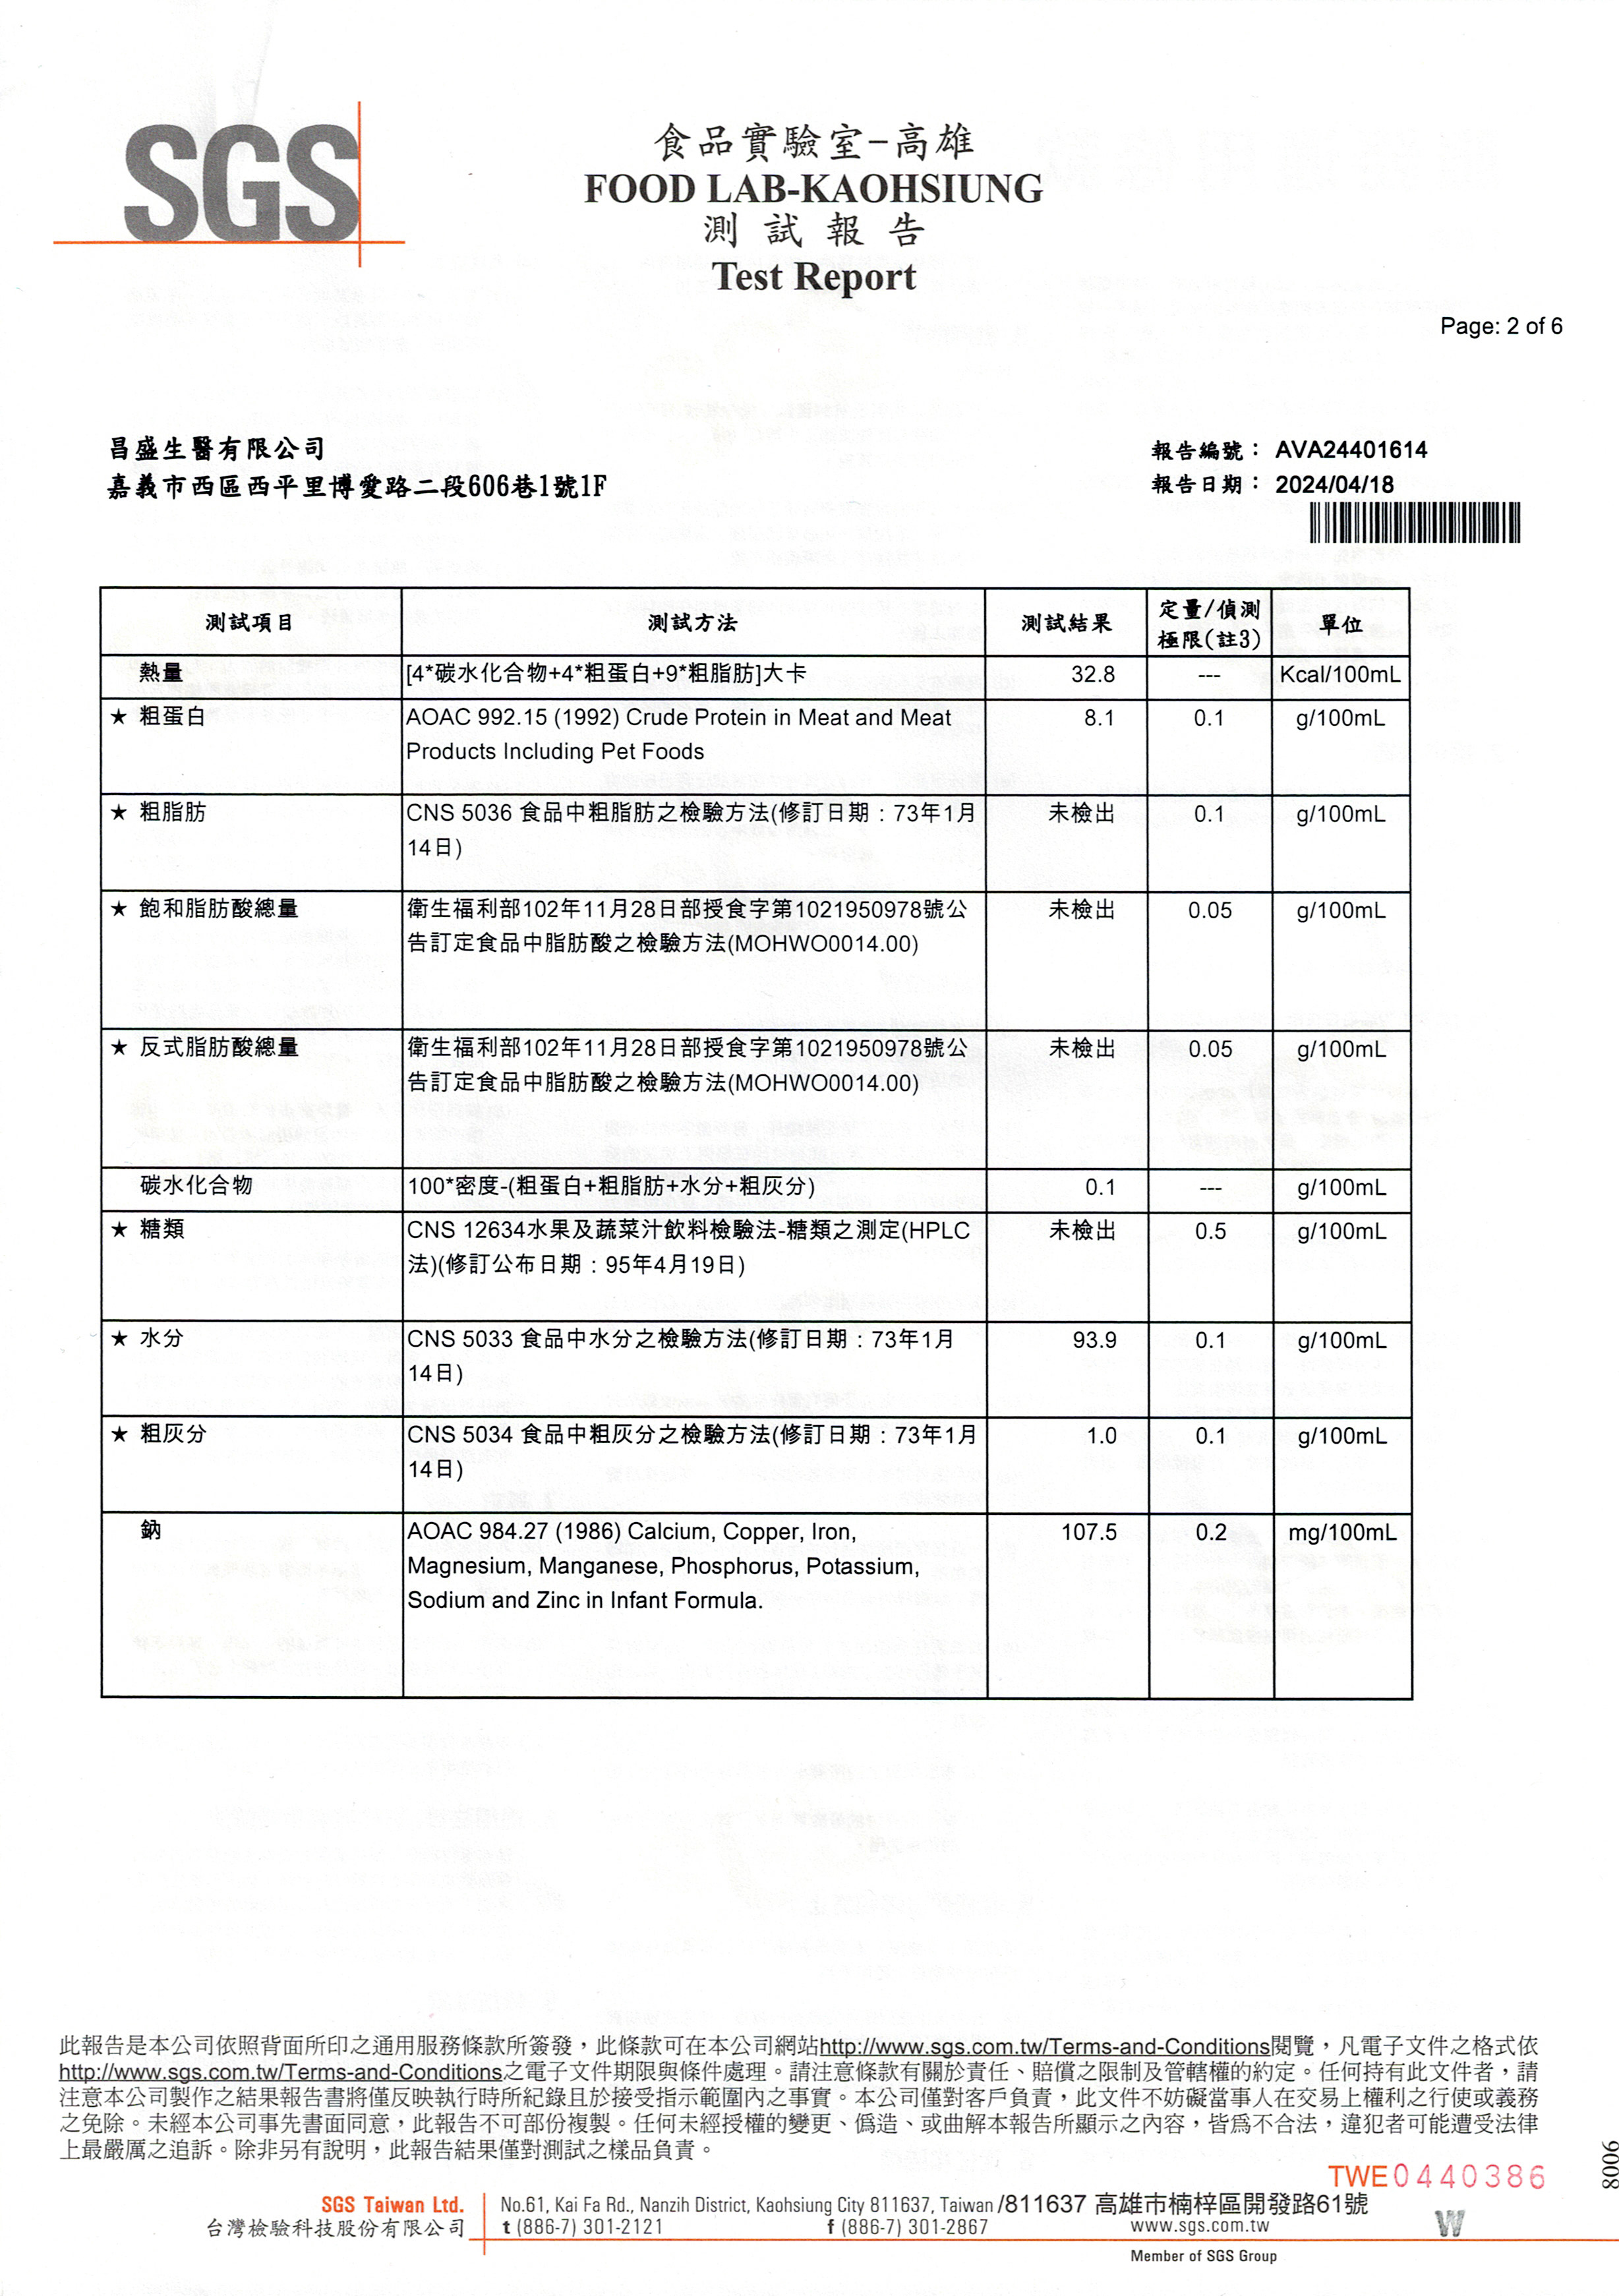 SGS
食品實驗室-高雄
FOOD LAB-KAOHSIUNG
測 試 報 告
Test Report
Page: 2 of 6
昌盛生醫有限公司
嘉義市西區西平里博愛路二段606巷1號1F
報告編號： AVA24401614
報告日期： 2024/04/18
測試項目 測試方法 測試結果 定量/偵測極限(註3) 單位
熱量 [4*碳水化合物+4*粗蛋白+9*粗脂肪]大卡 32.8 --- Kcal/100mL
★ 粗蛋白 AOAC 992.15 (1992) Crude Protein in Meat and Meat 8.1 0.1 g/100mL
Products Including Pet Foods
★ 粗脂肪 CNS 5036 食品中粗脂肪之檢驗方法(修訂日期：73年1月 未檢出 0.1 g/100mL
14日)
★ 飽和脂肪酸總量 衛生福利部102年11月28日部授食字第1021950978號公 未檢出 0.05 g/100mL
告訂定食品中脂肪酸之檢驗方法(MOHWO0014.00)
★ 反式脂肪酸總量 衛生福利部102年11月28日部授食字第1021950978號公 未檢出 0.05 g/100mL
告訂定食品中脂肪酸之檢驗方法(MOHWO0014.00)
碳水化合物 100*密度-(粗蛋白+粗脂肪+水分+粗灰分) 0.1 --- g/100mL
★ 糖類 CNS 12634水果及蔬菜汁飲料檢驗法-糖類之測定(HPLC 未檢出 0.5 g/100mL
法)(修訂公布日期：95年4月19日)
★ 水分 CNS 5033 食品中水分之檢驗方法(修訂日期：73年1月 93.9 0.1 g/100mL
14日)
★ 粗灰分 CNS 5034 食品中粗灰分之檢驗方法(修訂日期：73年1月 1.0 0.1 g/100mL
14日)
鈉 AOAC 984.27 (1986) Calcium, Copper, Iron, 107.5 0.2 mg/100mL
Magnesium, Manganese, Phosphorus, Potassium,
Sodium and Zinc in Infant Formula.
此報告是本公司依照背面所印之通用服務條款所簽發，此條款可在本公司網站http://www.sgs.com.tw/Terms-and-Conditions閱覽，凡電子文件之格式依
http://www.sgs.com.tw/Terms-and-Conditions之電子文件期限與條件處理。請注意條款有關於責任、賠償之限制及管轄權的約定。任何持有此文件者，請
注意本公司製作之結果報告書將僅反映執行時所紀錄且於接受指示範圍內之事實。本公司僅對客戶負責，此文件不妨礙當事人在交易上權利之行使或義務
之免除。未經本公司事先書面同意，此報告不可部份複製。任何未經授權的變更、偽造、或曲解本報告所顯示之內容，皆為不合法，違犯者可能遭受法律
上最嚴厲之追訴。除非另有說明，此報告結果僅對測試之樣品負責。
TWE0440386
9008
SGS Taiwan Ltd.
台灣檢驗科技股份有限公司
No.61, Kai Fa Rd., Nanzih District, Kaohsiung City 811637, Taiwan /811637 高雄市楠梓區開發路61號
t (886-7) 301-2121 f (886-7) 301-2867 www.sgs.com.tw
W
Member of SGS Group